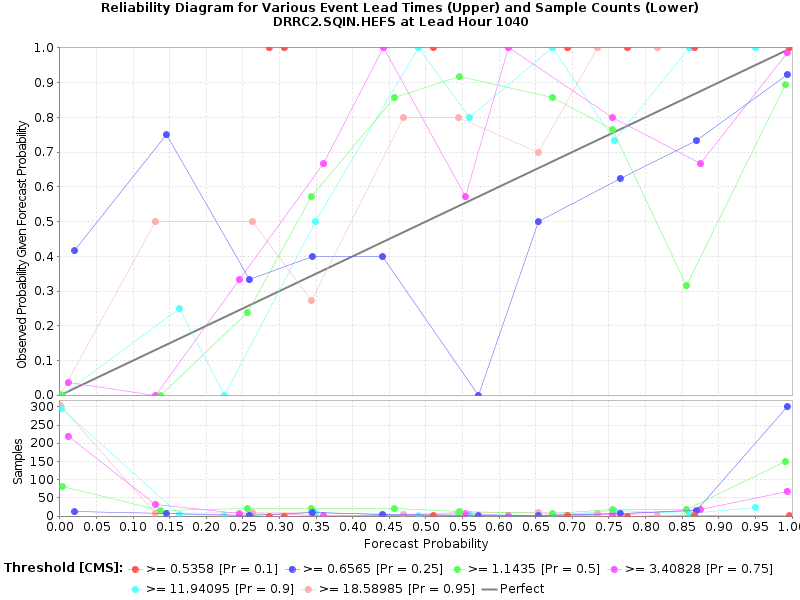 Reliability Diagram for Various Event Lead Times (Upper) and Sample Counts (Lower)
DRRC2.SQIN.HEFS at Lead Hour 1040
Observed Probability Given Forecast Probability
1.0
0.9
0.8
0.7
0.6
0.5
0.4
0.3
0.2
0.1
0.0
Samples
300
250
200
150
100
50
0
0.00 0.05 0.10 0.15 0.20 0.25 0.30 0.35 0.40 0.45 0.50 0.55 0.60 0.65 0.70 0.75 0.80 0.85 0.90 0.95 1.00
Forecast Probability
Threshold [CMS]: >= 0.5358 [Pr = 0.1] >= 0.6565 [Pr = 0.25] >= 1.1435 [Pr = 0.5] >= 3.40828 [Pr = 0.75]
>= 11.94095 [Pr = 0.9] >= 18.58985 [Pr = 0.95] Perfect